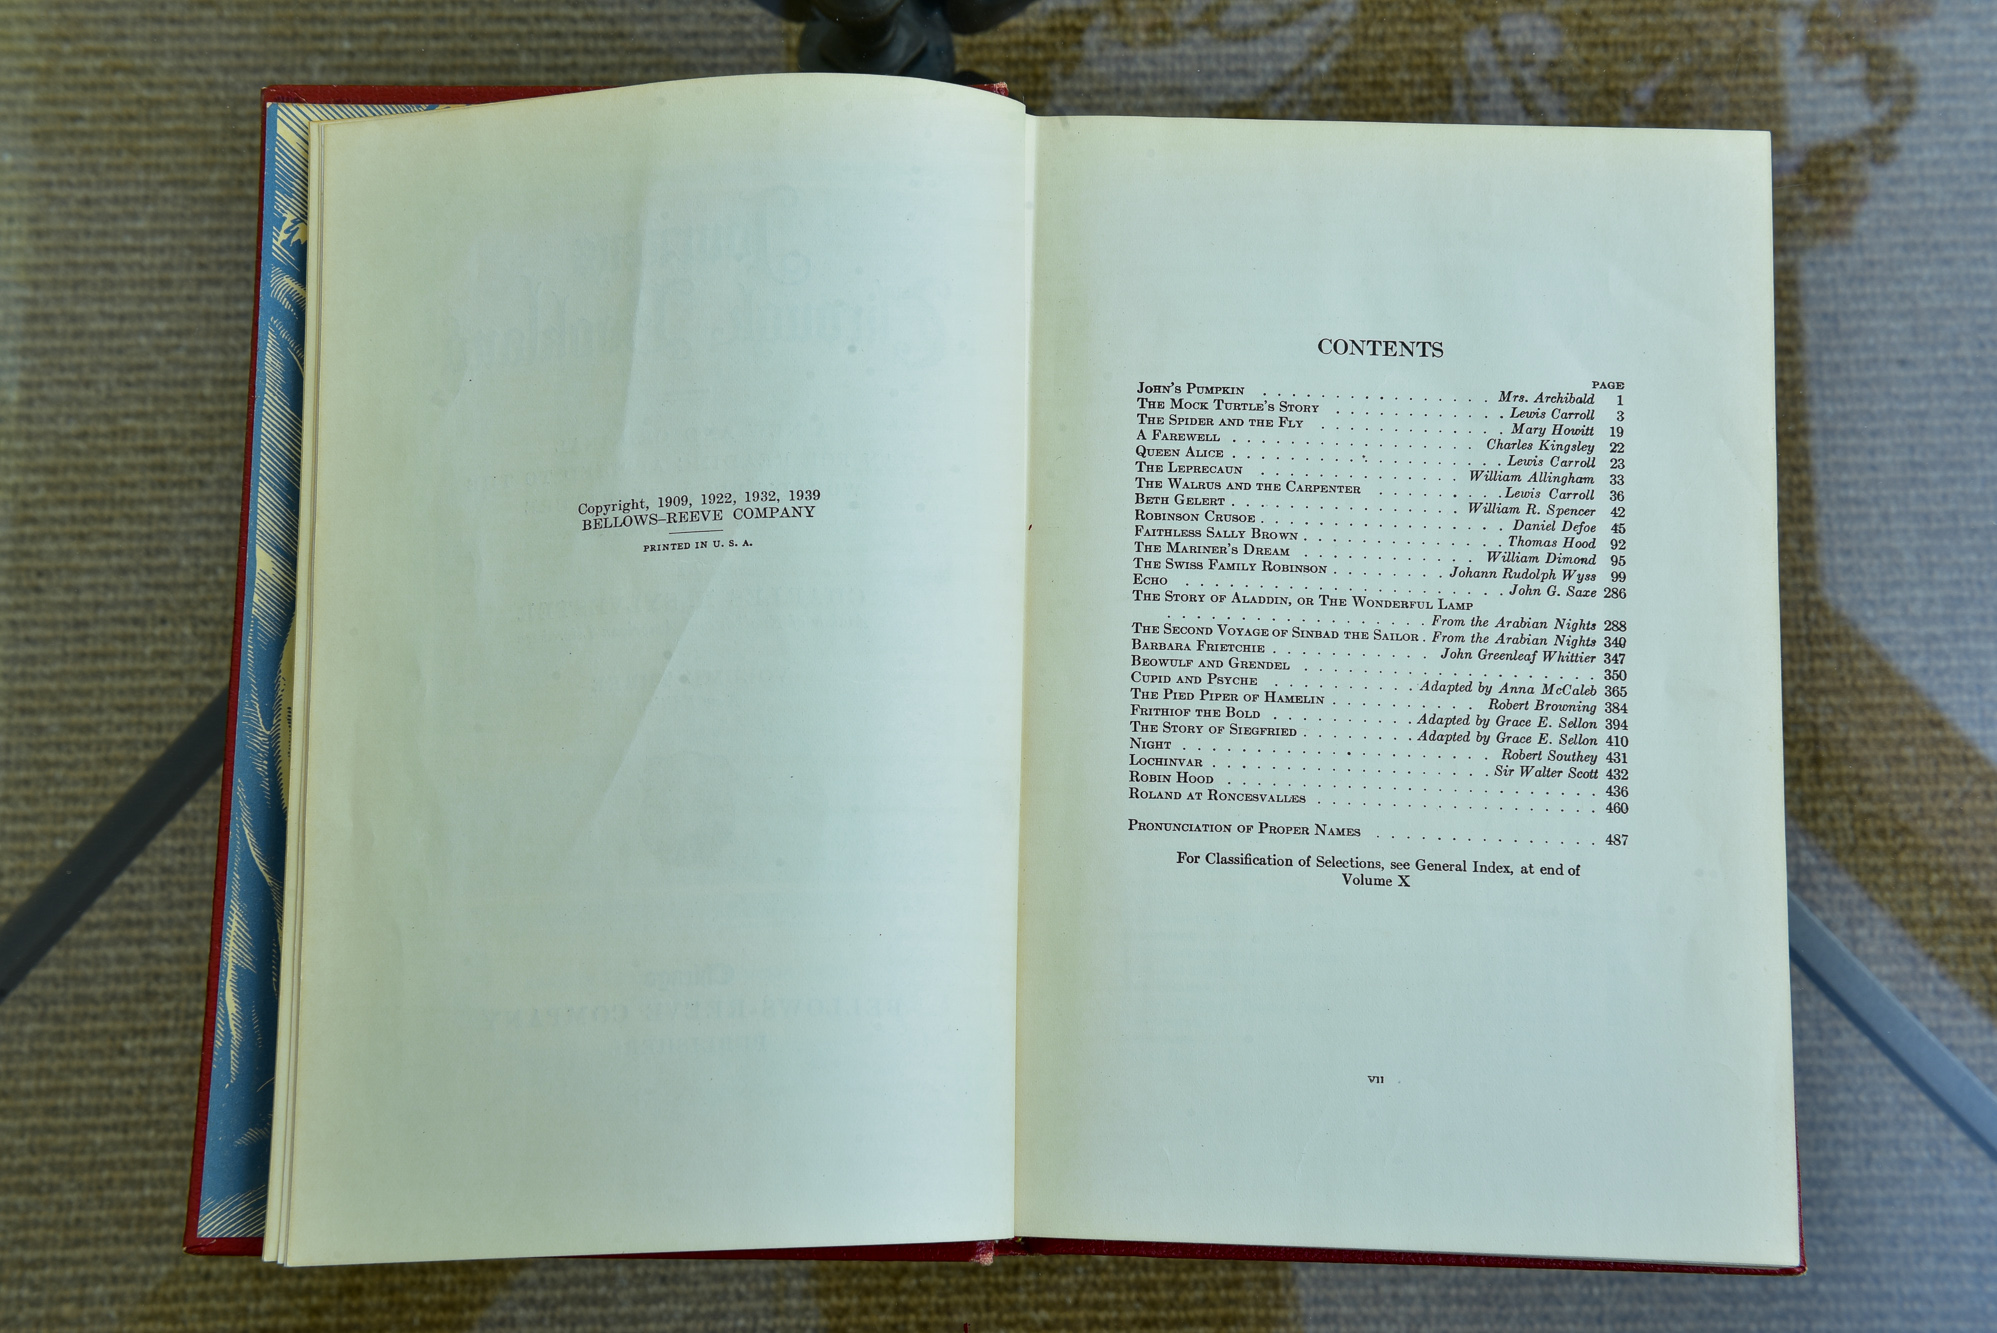 Copyright, 1909, 1922, 1932, 1939
BELLOWS–REEVE COMPANY
PRINTED IN U. S. A.
CONTENTS
PAGE
JOHN'S PUMPKIN . . . . . . . . . . . . . . . . Mrs. Archibald 1
THE MOCK TURTLE'S STORY . . . . . . . . . . . . Lewis Carroll 3
THE SPIDER AND THE FLY . . . . . . . . . . . . . Mary Howitt 19
A FAREWELL . . . . . . . . . . . . . . . . . Charles Kingsley 22
QUEEN ALICE . . . . . . . . . . . . . . . . . . . Lewis Carroll 23
THE LEPRECAUN . . . . . . . . . . . . . . William Allingham 33
THE WALRUS AND THE CARPENTER . . . . . . . . . Lewis Carroll 36
BETH GELERT . . . . . . . . . . . . . . . . William R. Spencer 42
ROBINSON CRUSOE . . . . . . . . . . . . . . . . . Daniel Defoe 45
FAITHLESS SALLY BROWN . . . . . . . . . . . . . . Thomas Hood 92
THE MARINER'S DREAM . . . . . . . . . . . . William Dimond 95
THE SWISS FAMILY ROBINSON . . . . . . . . Johann Rudolph Wyss 99
ECHO . . . . . . . . . . . . . . . . . . . . . . John G. Saxe 286
THE STORY OF ALADDIN, OR THE WONDERFUL LAMP
. . . . . . . . . . . . . . . . . . From the Arabian Nights 288
THE SECOND VOYAGE OF SINBAD THE SAILOR . From the Arabian Nights 340
BARBARA FRIETCHIE . . . . . . . . . . . John Greenleaf Whittier 347
BEOWULF AND GRENDEL . . . . . . . . . . . . . . . . . . . . 350
CUPID AND PSYCHE . . . . . . . . . . Adapted by Anna McCaleb 365
THE PIED PIPER OF HAMELIN . . . . . . . . . . Robert Browning 384
FRITHIOF THE BOLD . . . . . . . . . . Adapted by Grace E. Sellon 394
THE STORY OF SIEGFRIED . . . . . . . . Adapted by Grace E. Sellon 410
NIGHT . . . . . . . . . . . . . . . . . . . . . Robert Southey 431
LOCHINVAR . . . . . . . . . . . . . . . . . . . Sir Walter Scott 432
ROBIN HOOD . . . . . . . . . . . . . . . . . . . . . . . . . 436
ROLAND AT RONCESVALLES . . . . . . . . . . . . . . . . . . . 460
PRONUNCIATION OF PROPER NAMES . . . . . . . . . . . . . . . 487
For Classification of Selections, see General Index, at end of
Volume X
VII